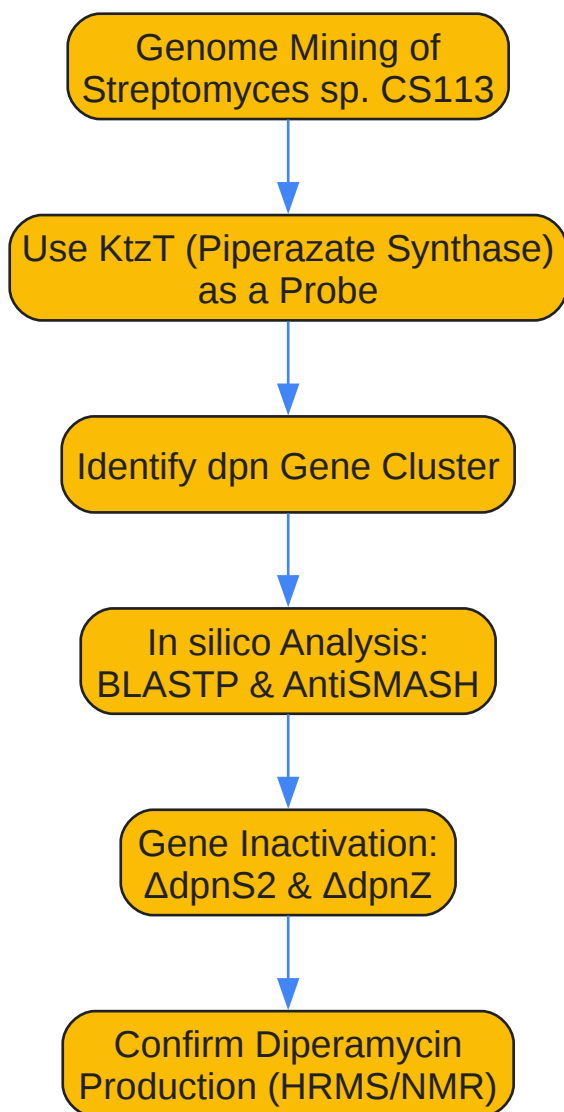 Genome Mining of
Streptomyces sp. CS113
Use KtzT (Piperazate Synthase)
as a Probe
Identify dpn Gene Cluster
In silico Analysis:
BLASTP & AntiSMASH
Gene Inactivation:
ΔdpnS2 & ΔdpnZ
Confirm Diperamycin
Production (HRMS/NMR)